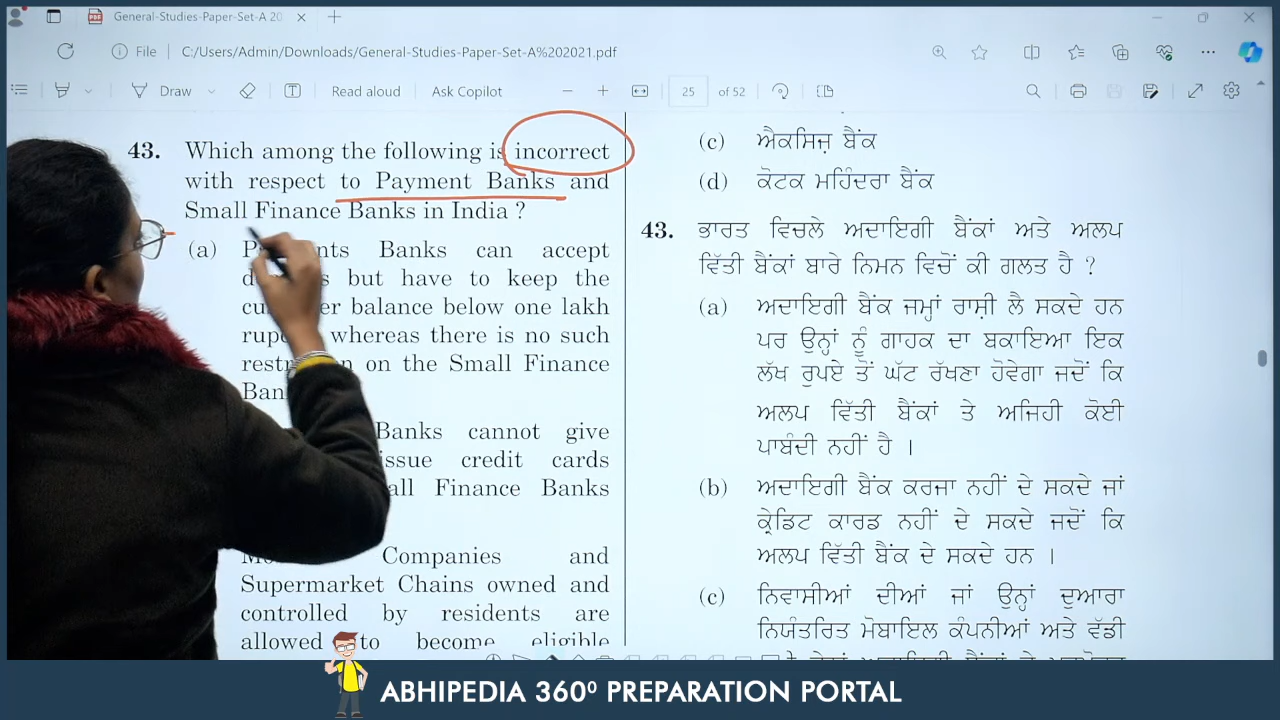 General-Studies-Paper-Set-A 20
File
C:/Users/Admin/Downloads/General-Studies-Paper-Set-A%202021.pdf
Draw
Read aloud
Ask Copilot
25
of 52
43. Which among the following is incorrect
with respect to Payment Banks and
Small Finance Banks in India ?
(a) Banks can accept
but have to keep the
balance below one lakh
whereas there is no such
on the Small Finance
Banks cannot give
issue credit cards
Finance Banks
Companies and
Supermarket Chains owned and
controlled by residents are
allowed to become eligible
(c) ਐਕਸਿਜ਼ ਬੈਂਕ
(d) ਕੋਟਕ ਮਹਿੰਦਰਾ ਬੈਂਕ
43. ਭਾਰਤ ਵਿਚਲੇ ਅਦਾਇਗੀ ਬੈਂਕਾਂ ਅਤੇ ਅਲਪ
ਵਿੱਤੀ ਬੈਂਕਾਂ ਬਾਰੇ ਨਿਮਨ ਵਿਚੋਂ ਕੀ ਗਲਤ ਹੈ ?
(a) ਅਦਾਇਗੀ ਬੈਂਕ ਜਮ੍ਹਾਂ ਰਾਸ਼ੀ ਲੈ ਸਕਦੇ ਹਨ
ਪਰ ਉਨ੍ਹਾਂ ਨੂੰ ਗਾਹਕ ਦਾ ਬਕਾਇਆ ਇਕ
ਲੱਖ ਰੁਪਏ ਤੋਂ ਘੱਟ ਰੱਖਣਾ ਹੋਵੇਗਾ ਜਦੋਂ ਕਿ
ਅਲਪ ਵਿੱਤੀ ਬੈਂਕਾਂ ਤੇ ਅਜਿਹੀ ਕੋਈ
ਪਾਬੰਦੀ ਨਹੀਂ ਹੈ ।
(b) ਅਦਾਇਗੀ ਬੈਂਕ ਕਰਜਾ ਨਹੀਂ ਦੇ ਸਕਦੇ ਜਾਂ
ਕ੍ਰੇਡਿਟ ਕਾਰਡ ਨਹੀਂ ਦੇ ਸਕਦੇ ਜਦੋਂ ਕਿ
ਅਲਪ ਵਿੱਤੀ ਬੈਂਕ ਦੇ ਸਕਦੇ ਹਨ ।
(c) ਨਿਵਾਸੀਆਂ ਦੀਆਂ ਜਾਂ ਉਨ੍ਹਾਂ ਦੁਆਰਾ
ਨਿਯੰਤਰਿਤ ਮੋਬਾਇਲ ਕੰਪਨੀਆਂ ਅਤੇ ਵੱਡੀ
ABHIPEDIA 360⁰ PREPARATION PORTAL